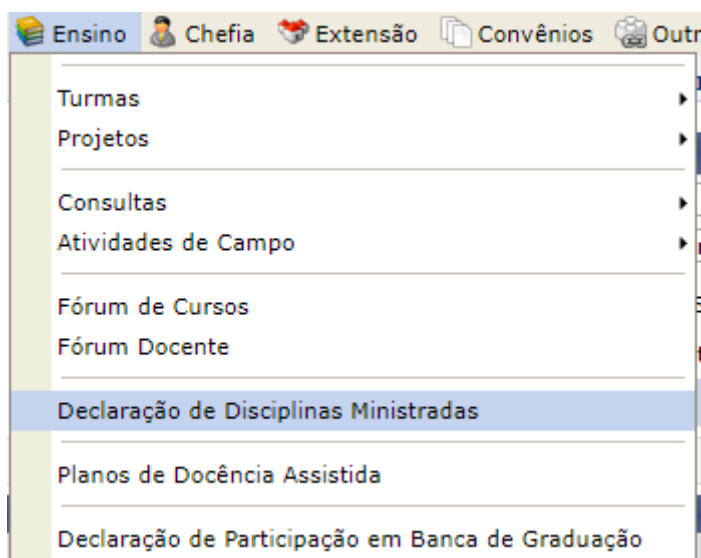 Ensino Chefia Extensão Convênios Outr
Turmas
Projetos
Consultas
Atividades de Campo
Fórum de Cursos
Fórum Docente
Declaração de Disciplinas Ministradas
Planos de Docência Assistida
Declaração de Participação em Banca de Graduação